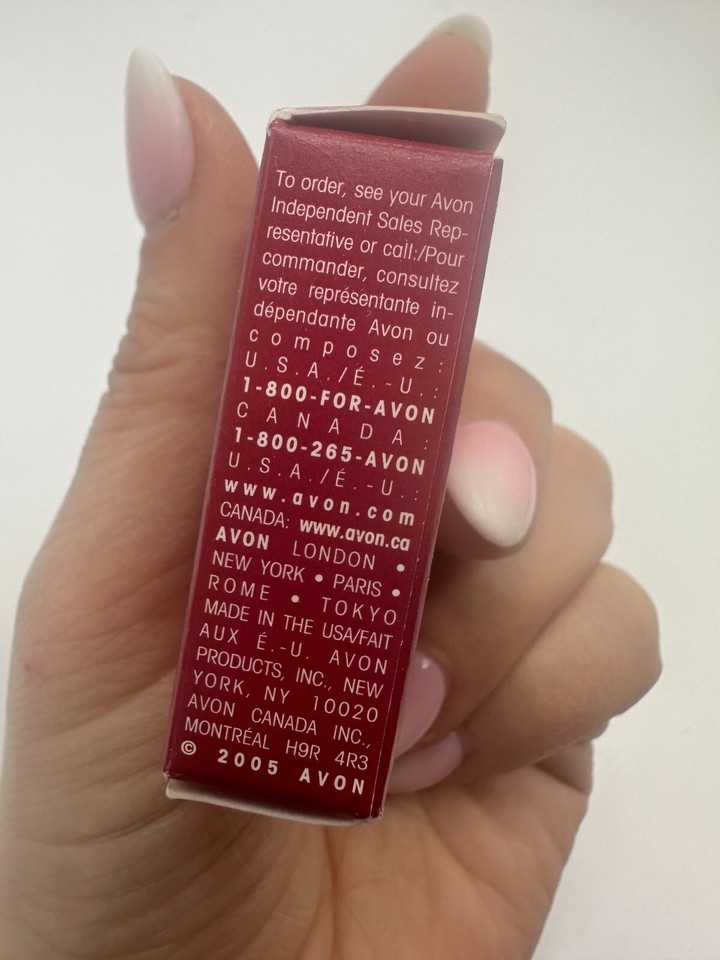 To order, see your Avon
Independent Sales Rep-
resentative or call:/Pour
commander, consultez
votre représentante in-
dépendante Avon ou
composez:
U.S.A./É.-U.:
1-800-FOR-AVON
CANADA:
1-800-265-AVON
U.S.A./É.-U.:
www.avon.com
CANADA: www.avon.ca
AVON LONDON •
NEW YORK • PARIS •
ROME • TOKYO
MADE IN THE USA/FAIT
AUX É.-U. AVON
PRODUCTS, INC., NEW
YORK, NY 10020
AVON CANADA INC.,
MONTRÉAL H9R 4R3
© 2005 AVON